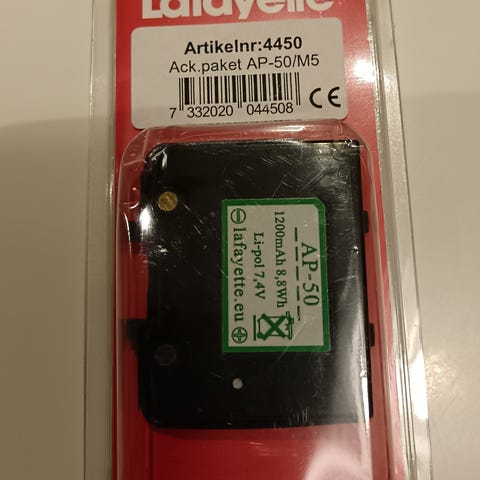 Lafayette
Artikelnr:4450
Ack.paket AP-50/M5
7 332020 044508
CE
AP-50
1200mAh 8,8Wh
Li-pol 7,4V
⊖ lafayette.eu ⊕